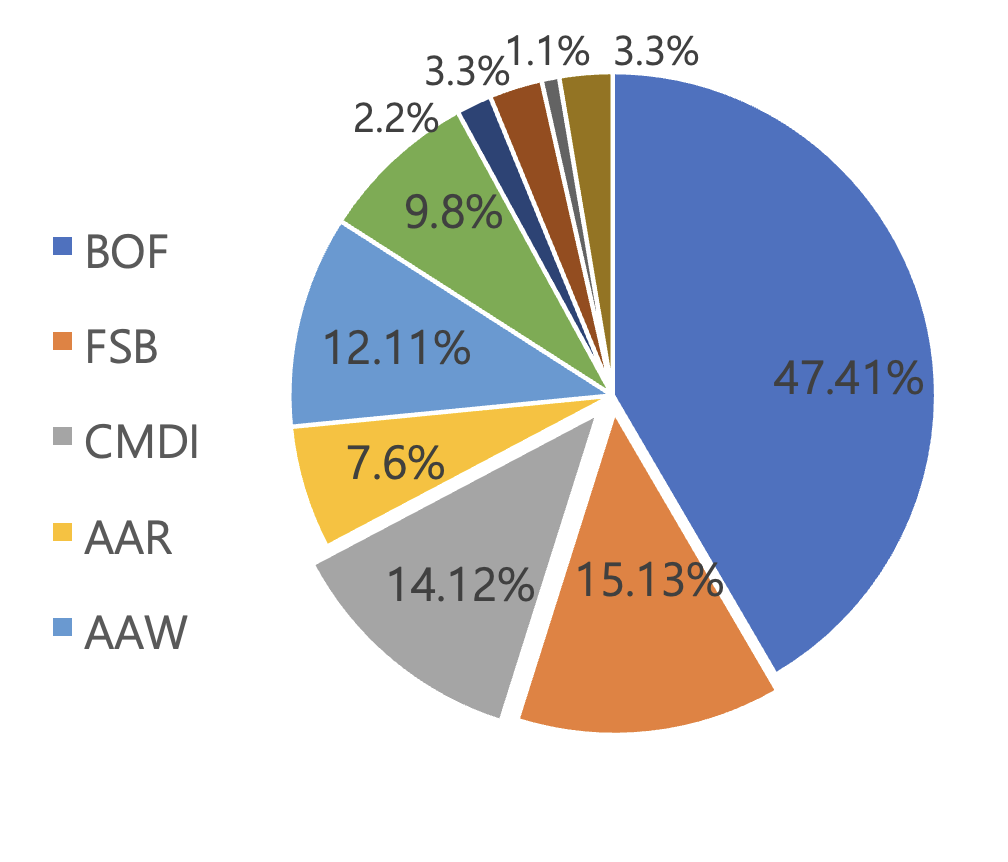 BOF
FSB
CMDI
AAR
AAW
3.3%
1.1%
3.3%
2.2%
9.8%
12.11%
7.6%
14.12%
15.13%
47.41%